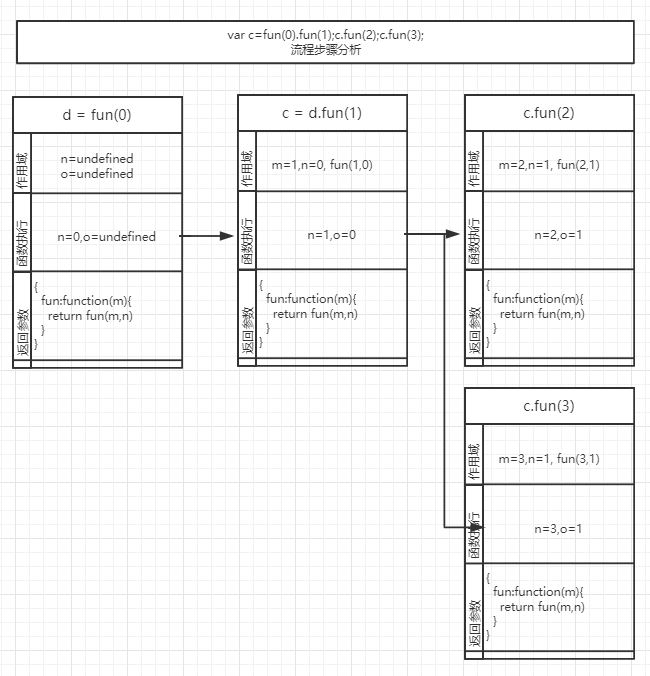 var c=fun(0).fun(1);c.fun(2);c.fun(3);
流程步骤分析
d = fun(0)
作用域
n=undefined
o=undefined
函数执行
n=0,o=undefined
返回参数
{
fun:function(m){
return fun(m,n)
}
}
c = d.fun(1)
作用域
m=1,n=0, fun(1,0)
函数执行
n=1,o=0
返回参数
{
fun:function(m){
return fun(m,n)
}
}
c.fun(2)
作用域
m=2,n=1, fun(2,1)
函数执行
n=2,o=1
返回参数
{
fun:function(m){
return fun(m,n)
}
}
c.fun(3)
作用域
m=3,n=1, fun(3,1)
函数执行
n=3,o=1
返回参数
{
fun:function(m){
return fun(m,n)
}
}